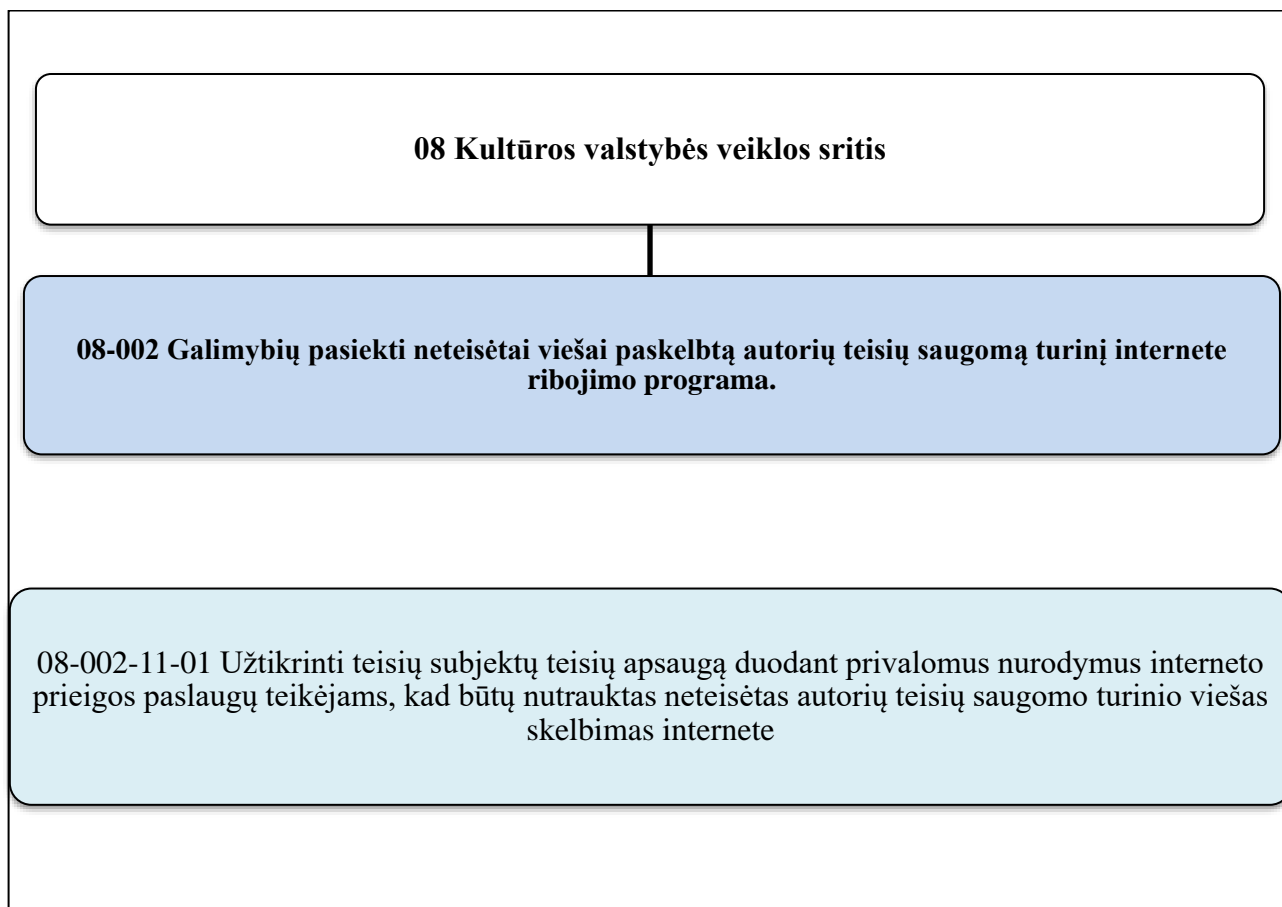 08 Kultūros valstybės veiklos sritis
08-002 Galimybių pasiekti neteisėtai viešai paskelbtą autorių teisių saugomą turinį internete
ribojimo programa.
08-002-11-01 Užtikrinti teisių subjektų teisių apsaugą duodant privalomus nurodymus interneto
prieigos paslaugų teikėjams, kad būtų nutrauktas neteisėtas autorių teisių saugomo turinio viešas
skelbimas internete